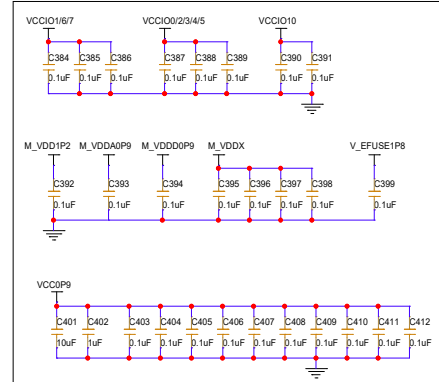 VCCIO1/6/7 VCCIO0/2/3/4/5 VCCIO10
C384 C385 C386 C387 C388 C389 C390 C391
0.1uF 0.1uF 0.1uF 0.1uF 0.1uF 0.1uF 0.1uF 0.1uF
M_VDD1P2 M_VDDA0P9 M_VDDD0P9 M_VDDX V_EFUSE1P8
C392 C393 C394 C395 C396 C397 C398 C399
0.1uF 0.1uF 0.1uF 0.1uF 0.1uF 0.1uF 0.1uF 0.1uF
VCC0P9
C401 C402 C403 C404 C405 C406 C407 C408 C409 C410 C411 C412
10uF 1uF 0.1uF 0.1uF 0.1uF 0.1uF 0.1uF 0.1uF 0.1uF 0.1uF 0.1uF 0.1uF